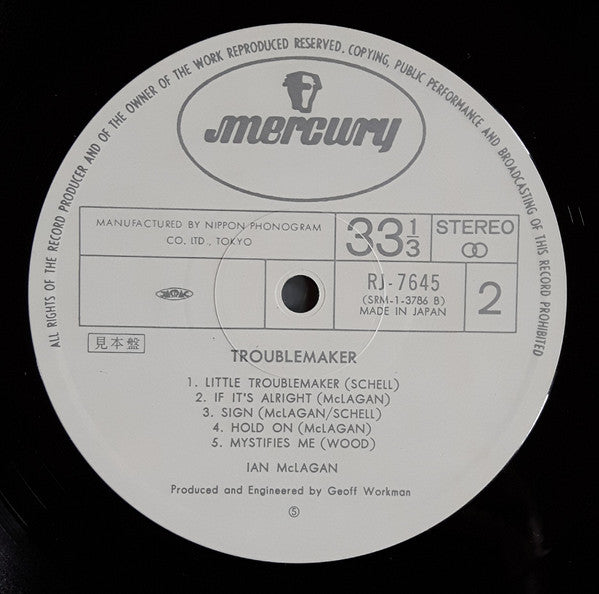 ALL RIGHTS OF THE RECORD PRODUCER AND OF THE OWNER OF THE WORK REPRODUCED RESERVED. COPYING, PUBLIC PERFORMANCE AND BROADCASTING OF THIS RECORD PROHIBITED
mercury
MANUFACTURED BY NIPPON PHONOGRAM
CO. LTD., TOKYO
33 1/3
STEREO
RJ-7645
(SRM-1-3786 B)
MADE IN JAPAN
2
見本盤
TROUBLEMAKER
1. LITTLE TROUBLEMAKER (SCHELL)
2. IF IT'S ALRIGHT (McLAGAN)
3. SIGN (McLAGAN/SCHELL)
4. HOLD ON (McLAGAN)
5. MYSTIFIES ME (WOOD)
IAN McLAGAN
Produced and Engineered by Geoff Workman
⑤